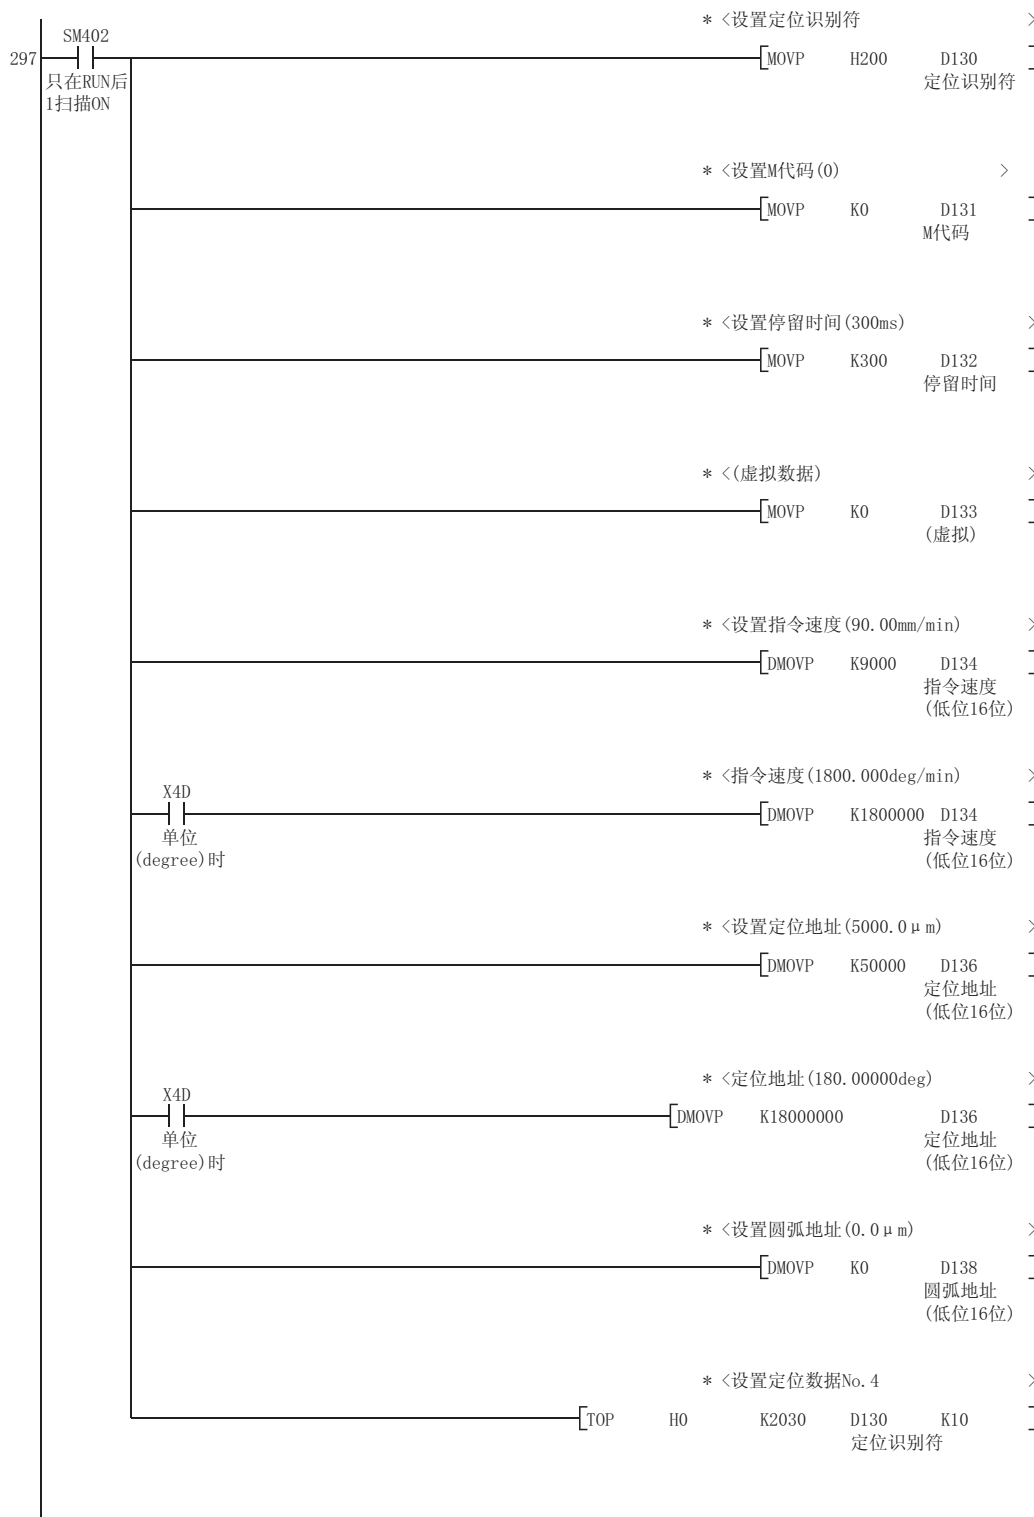 * <设置定位识别符 >
SM402
297
MOVP H200 D130
定位识别符
只在RUN后
1扫描ON
* <设置M代码(0) >
MOVP K0 D131
M代码
* <设置停留时间(300ms) >
MOVP K300 D132
停留时间
* <(虚拟数据) >
MOVP K0 D133
(虚拟)
* <设置指令速度(90.00mm/min) >
DMOVP K9000 D134
指令速度
(低位16位)
* <指令速度(1800.000deg/min) >
X4D
DMOVP K1800000 D134
单位
(degree)时
指令速度
(低位16位)
* <设置定位地址(5000.0μm) >
DMOVP K50000 D136
定位地址
(低位16位)
* <定位地址(180.00000deg) >
X4D
DMOVP K18000000 D136
单位
(degree)时
定位地址
(低位16位)
* <设置圆弧地址(0.0μm) >
DMOVP K0 D138
圆弧地址
(低位16位)
* <设置定位数据No.4 >
TOP H0 K2030 D130 K10
定位识别符